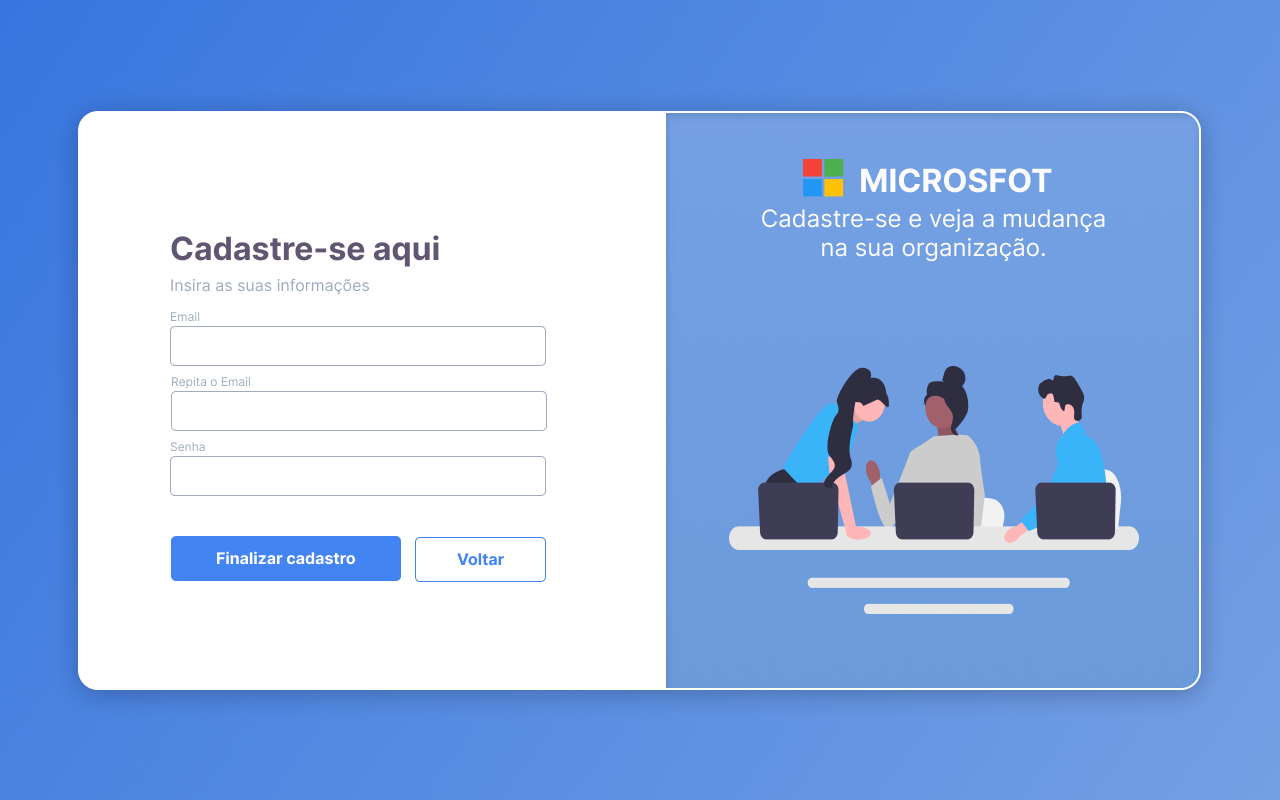 Cadastre-se aqui
Insira as suas informações
Email
Repita o Email
Senha
Finalizar cadastro
Voltar
MICROSFOT
Cadastre-se e veja a mudança
na sua organização.